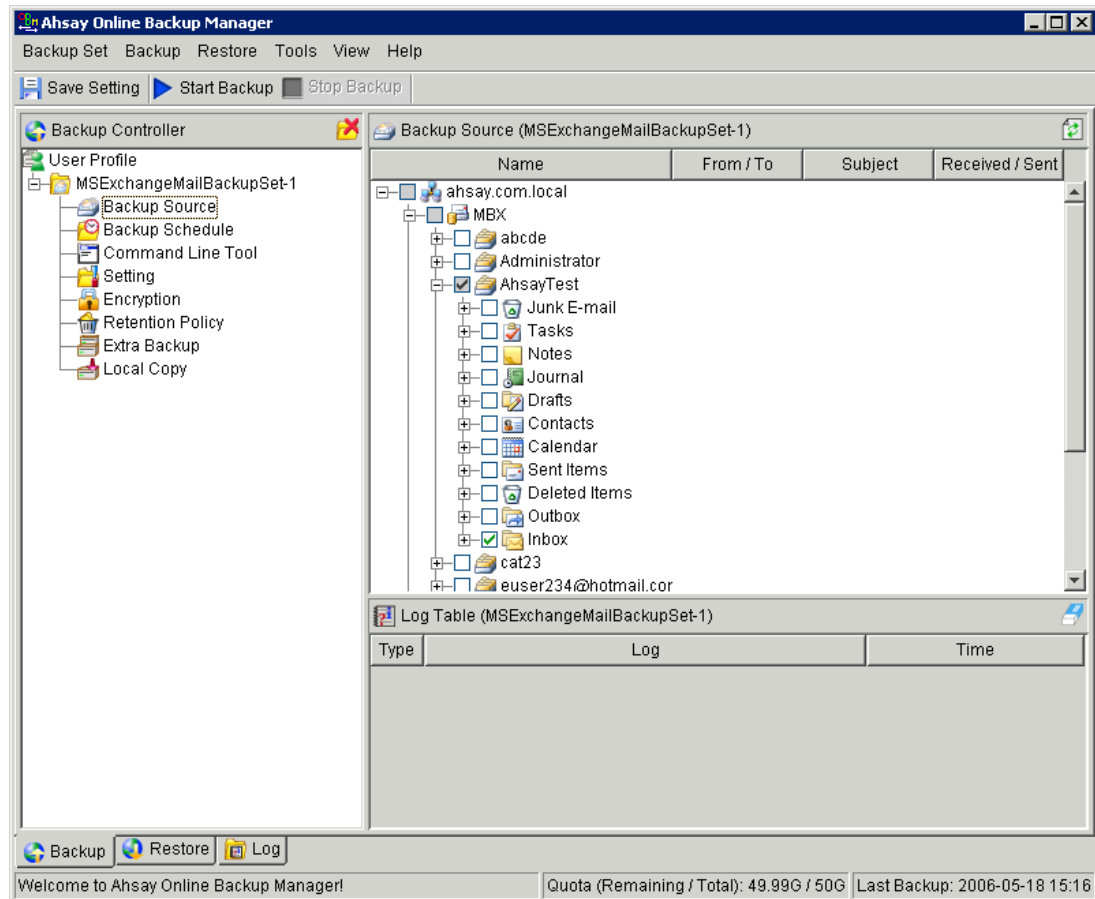 Ahsay Online Backup Manager
Backup Set Backup Restore Tools View Help
Save Setting Start Backup Stop Backup
Backup Controller
User Profile
MSExchangeMailBackupSet-1
Backup Source
Backup Schedule
Command Line Tool
Setting
Encryption
Retention Policy
Extra Backup
Local Copy
Backup Source (MSExchangeMailBackupSet-1)
Name From / To Subject Received / Sent
ahsay.com.local
MBX
abcde
Administrator
AhsayTest
Junk E-mail
Tasks
Notes
Journal
Drafts
Contacts
Calendar
Sent Items
Deleted Items
Outbox
Inbox
cat23
euser234@hotmail.cor
Log Table (MSExchangeMailBackupSet-1)
Type Log Time
Backup Restore Log
Welcome to Ahsay Online Backup Manager! Quota (Remaining / Total): 49.99G / 50G Last Backup: 2006-05-18 15:16